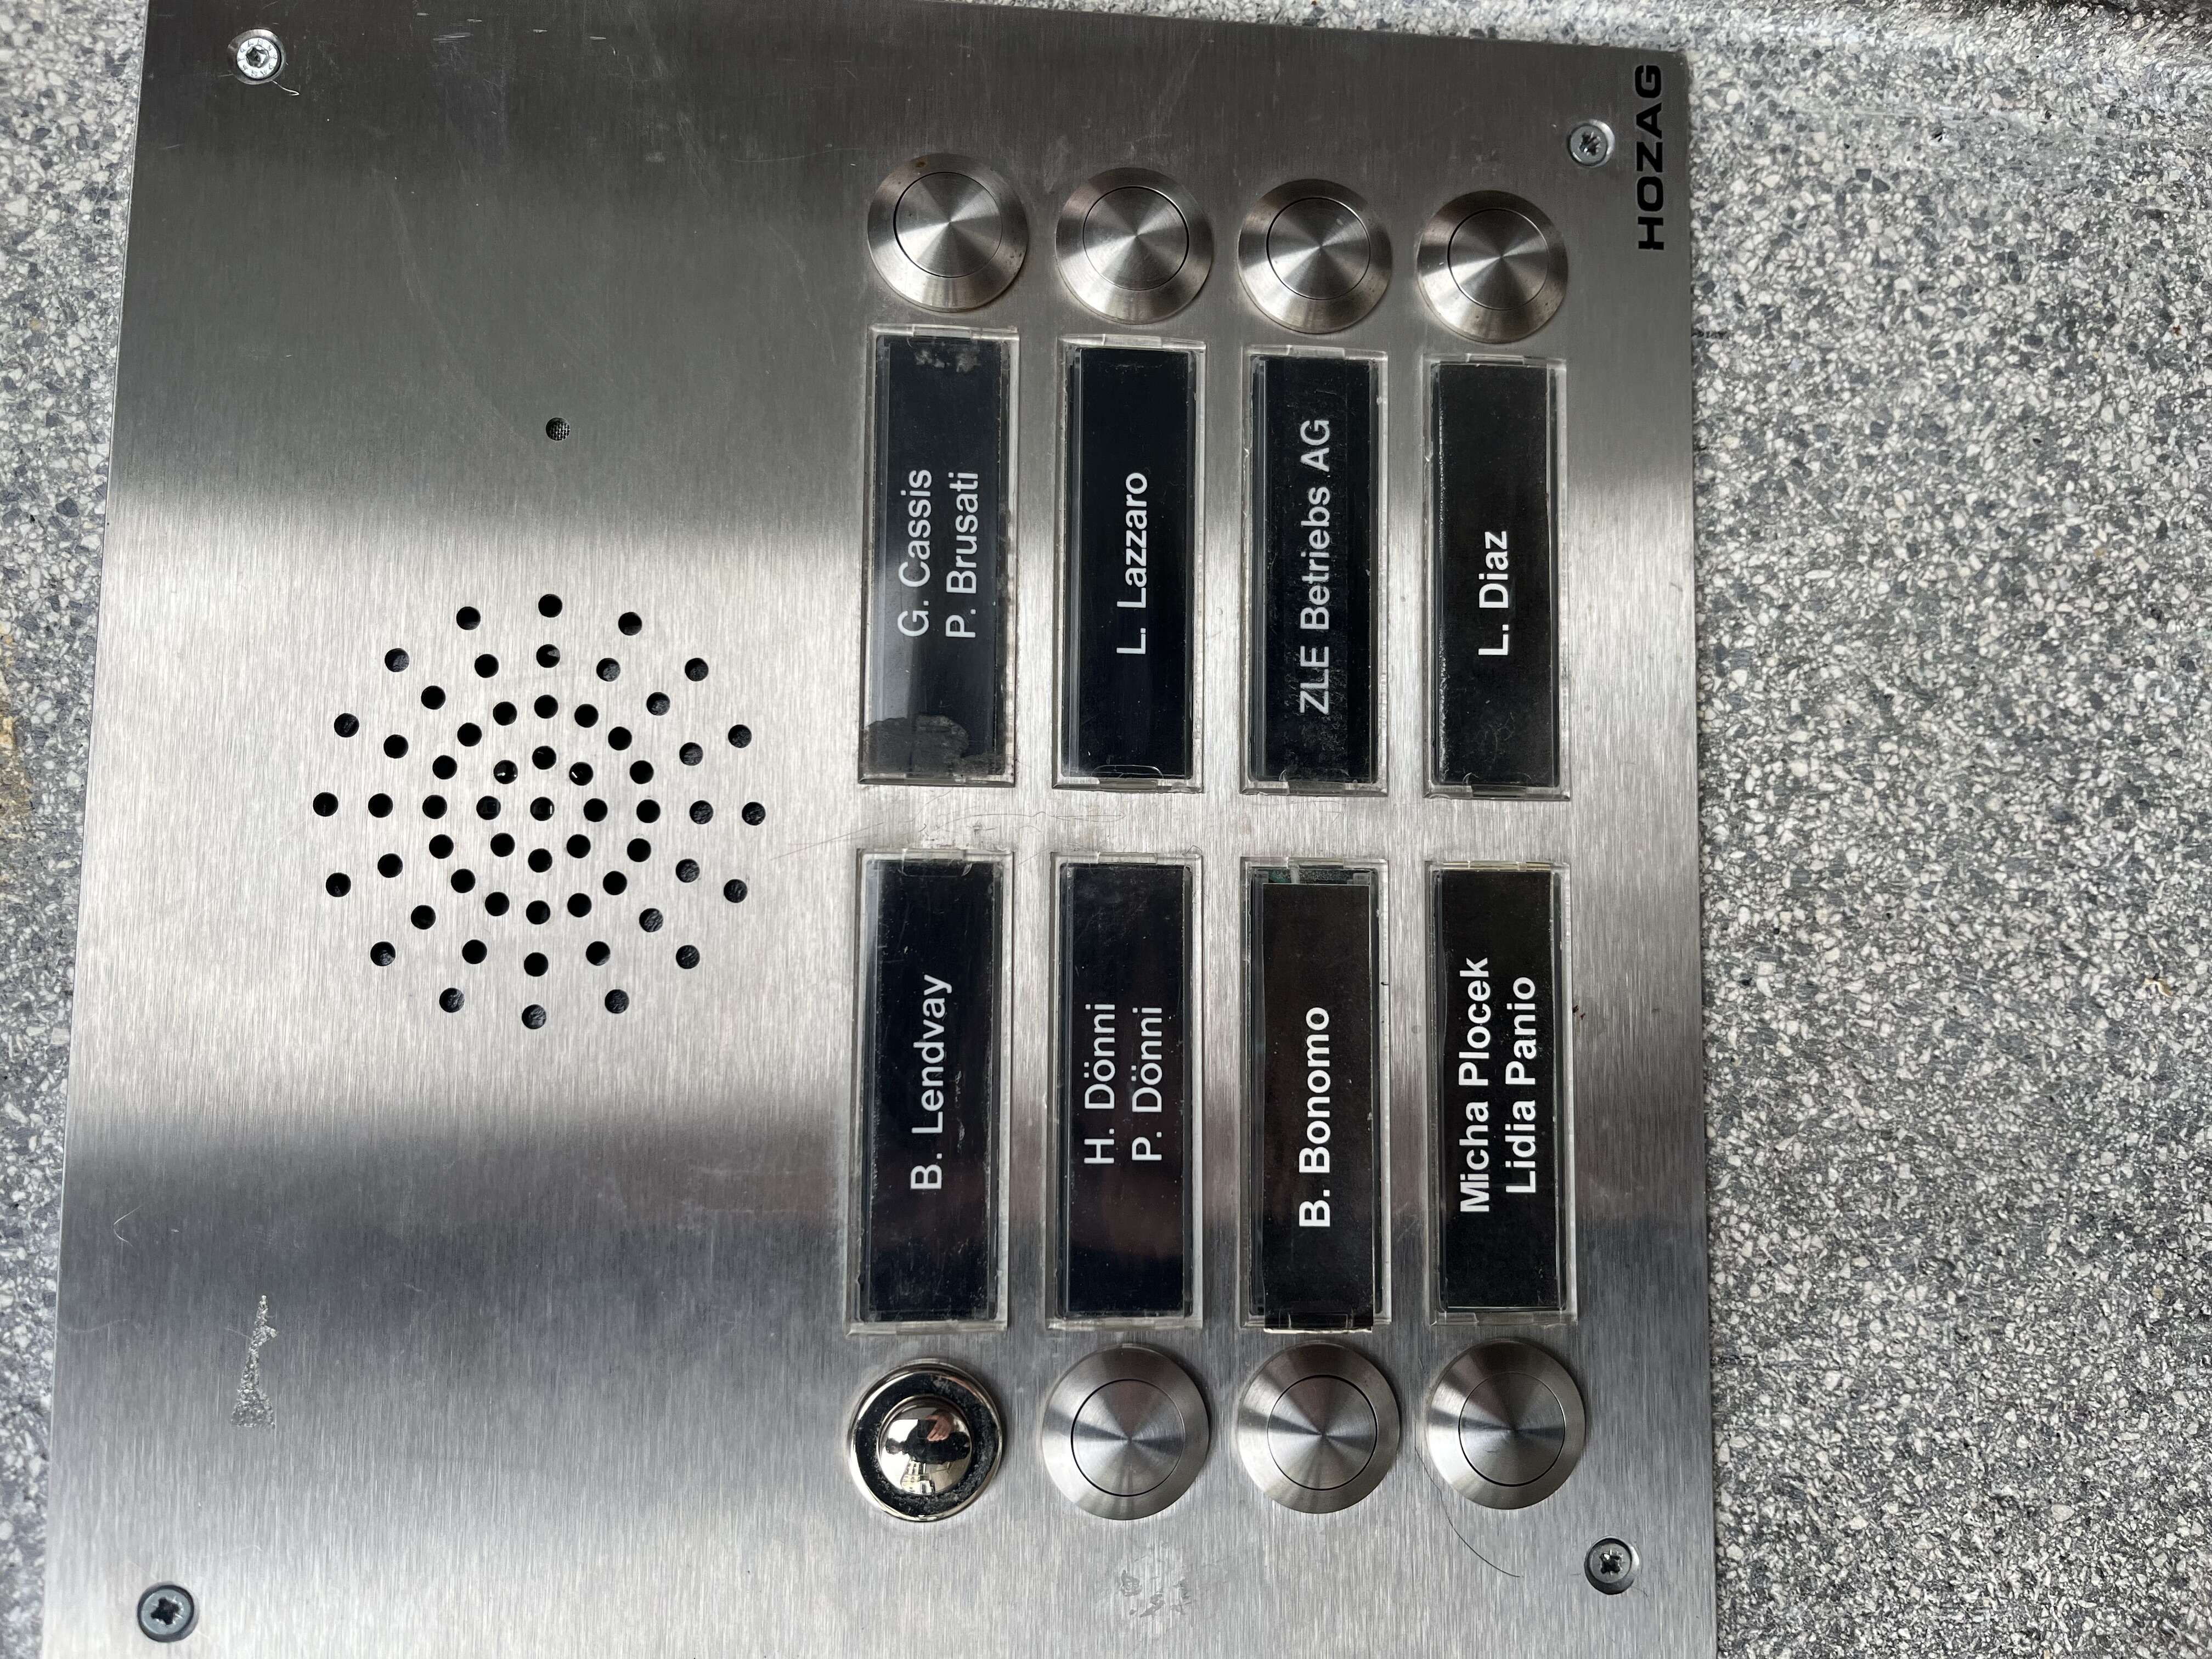 B. Lendvay
G. Cassis
P. Brusati
H. Dönni
P. Dönni
L. Lazzaro
B. Bonomo
ZLE Betriebs AG
Micha Plocek
Lidia Panio
L. Diaz
HOZAG